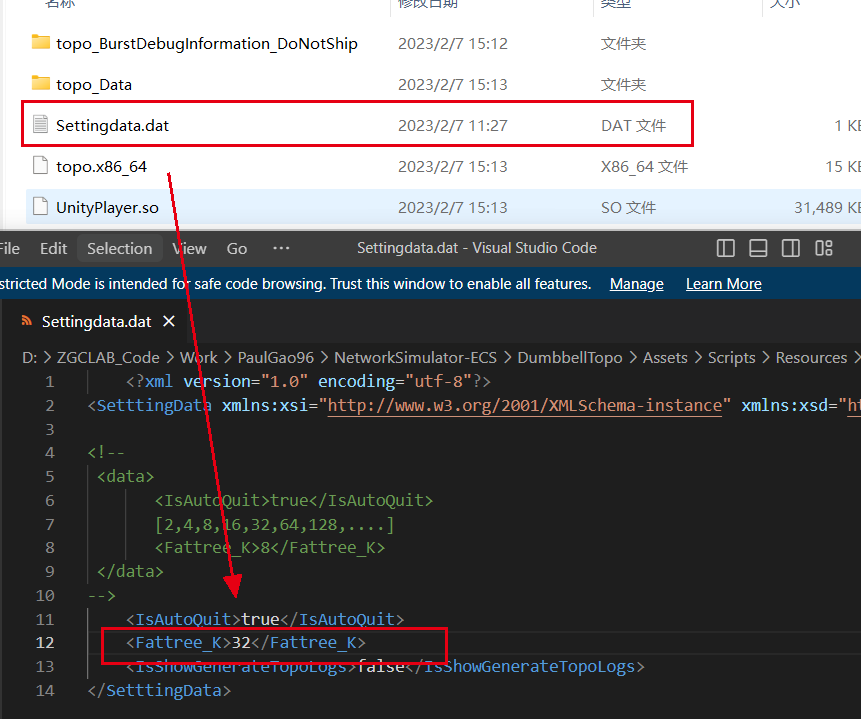 名称 修改日期 类型 大小
topo_BurstDebugInformation_DoNotShip 2023/2/7 15:12 文件夹
topo_Data 2023/2/7 15:13 文件夹
Settingdata.dat 2023/2/7 11:27 DAT 文件 1 KB
topo.x86_64 2023/2/7 15:13 X86_64 文件 15 KB
UnityPlayer.so 2023/2/7 15:13 SO 文件 31,489 KB
File Edit Selection View Go ··· Settingdata.dat - Visual Studio Code
stricted Mode is intended for safe code browsing. Trust this window to enable all features. Manage Learn More
Settingdata.dat
D: > ZGCLAB_Code > Work > PaulGao96 > NetworkSimulator-ECS > DumbbellTopo > Assets > Scripts > Resources >
1 <?xml version="1.0" encoding="utf-8"?>
2 <SetttingData xmlns:xsi="http://www.w3.org/2001/XMLSchema-instance" xmlns:xsd="ht
3
4 <!--
5 <data>
6 <IsAutoQuit>true</IsAutoQuit>
7 [2,4,8,16,32,64,128,....]
8 <Fattree_K>8</Fattree_K>
9 </data>
10 -->
11 <IsAutoQuit>true</IsAutoQuit>
12 <Fattree_K>32</Fattree_K>
13 <IsShowGenerateTopoLogs>false</IsShowGenerateTopoLogs>
14 </SetttingData>